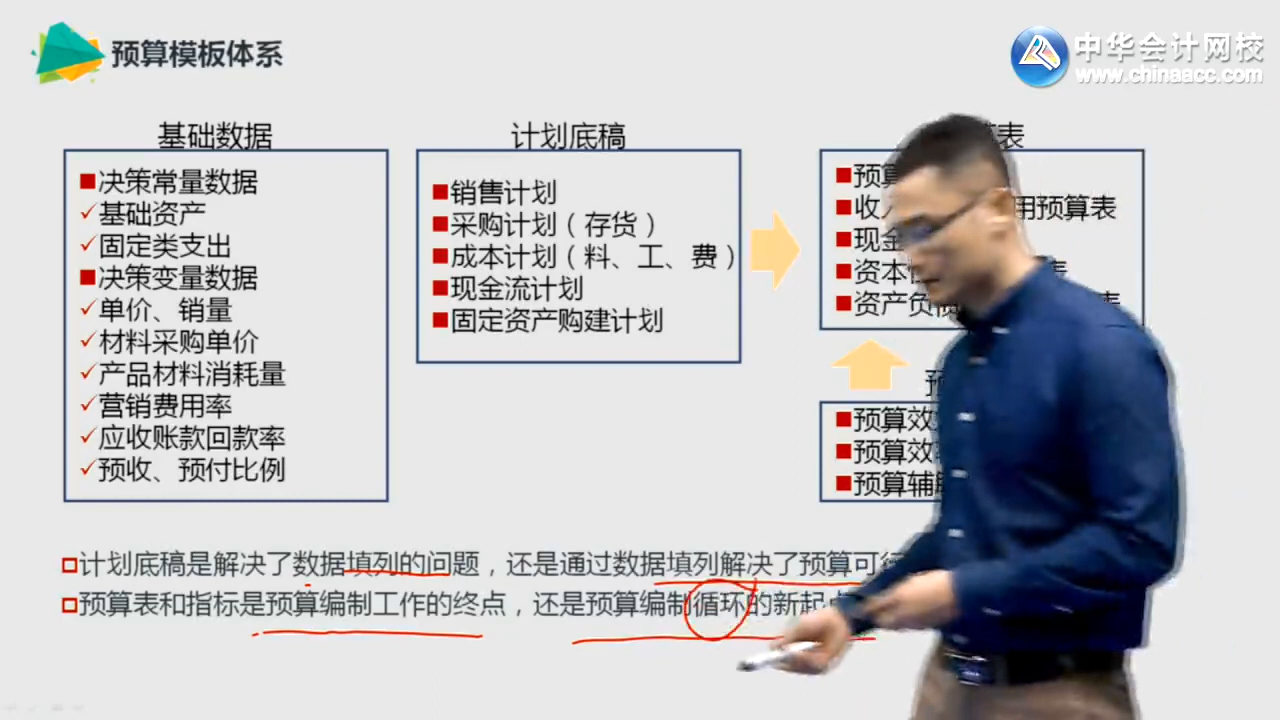 预算模板体系
中华会计网校
www.chinaacc.com
基础数据
决策常量数据
✓基础资产
✓固定类支出
决策变量数据
✓单价、销量
✓材料采购单价
✓产品材料消耗量
✓营销费用率
✓应收账款回款率
✓预收、预付比例
计划底稿
销售计划
采购计划（存货）
成本计划（料、工、费）
现金流计划
固定资产购建计划
表
预算
收 用预算表
现金
资本 表
资产负债 表
预算效
预算效
预算辅
计划底稿是解决了数据填列的问题，还是通过数据填列解决了预算可行
预算表和指标是预算编制工作的终点，还是预算编制循环的新起点